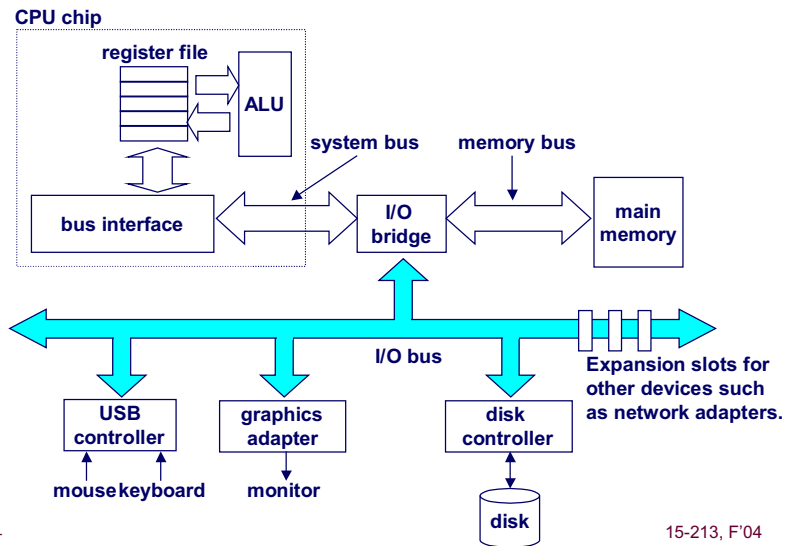 CPU chip
register file
ALU
system bus
memory bus
bus interface
I/O
bridge
main
memory
I/O bus
Expansion slots for
other devices such
as network adapters.
USB
controller
graphics
adapter
disk
controller
mouse keyboard
monitor
disk
15-213, F'04